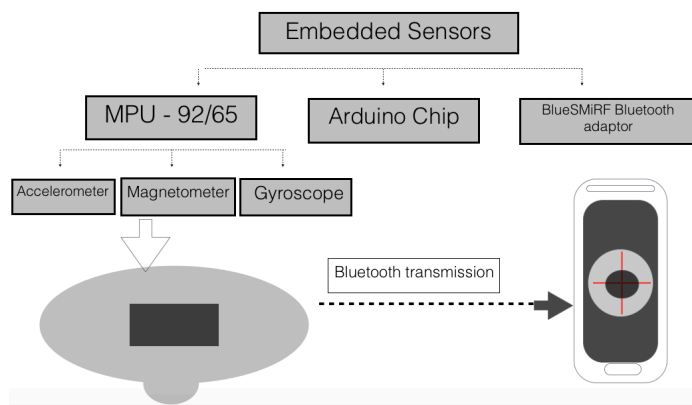 Embedded Sensors
MPU - 92/65
Arduino Chip
BlueSMiRF Bluetooth
adaptor
Accelerometer
Magnetometer
Gyroscope
Bluetooth transmission